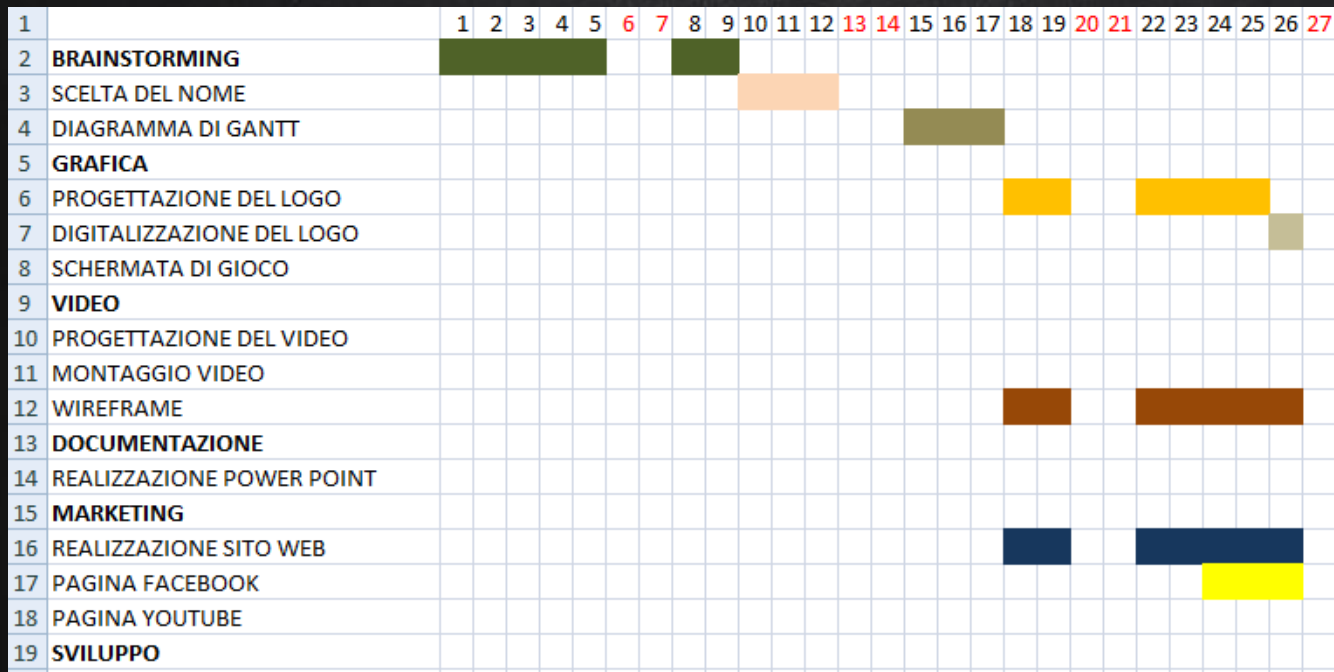 1 1 2 3 4 5 6 7 8 9 10 11 12 13 14 15 16 17 18 19 20 21 22 23 24 25 26 27
2 BRAINSTORMING
3 SCELTA DEL NOME
4 DIAGRAMMA DI GANTT
5 GRAFICA
6 PROGETTAZIONE DEL LOGO
7 DIGITALIZZAZIONE DEL LOGO
8 SCHERMATA DI GIOCO
9 VIDEO
10 PROGETTAZIONE DEL VIDEO
11 MONTAGGIO VIDEO
12 WIREFRAME
13 DOCUMENTAZIONE
14 REALIZZAZIONE POWER POINT
15 MARKETING
16 REALIZZAZIONE SITO WEB
17 PAGINA FACEBOOK
18 PAGINA YOUTUBE
19 SVILUPPO